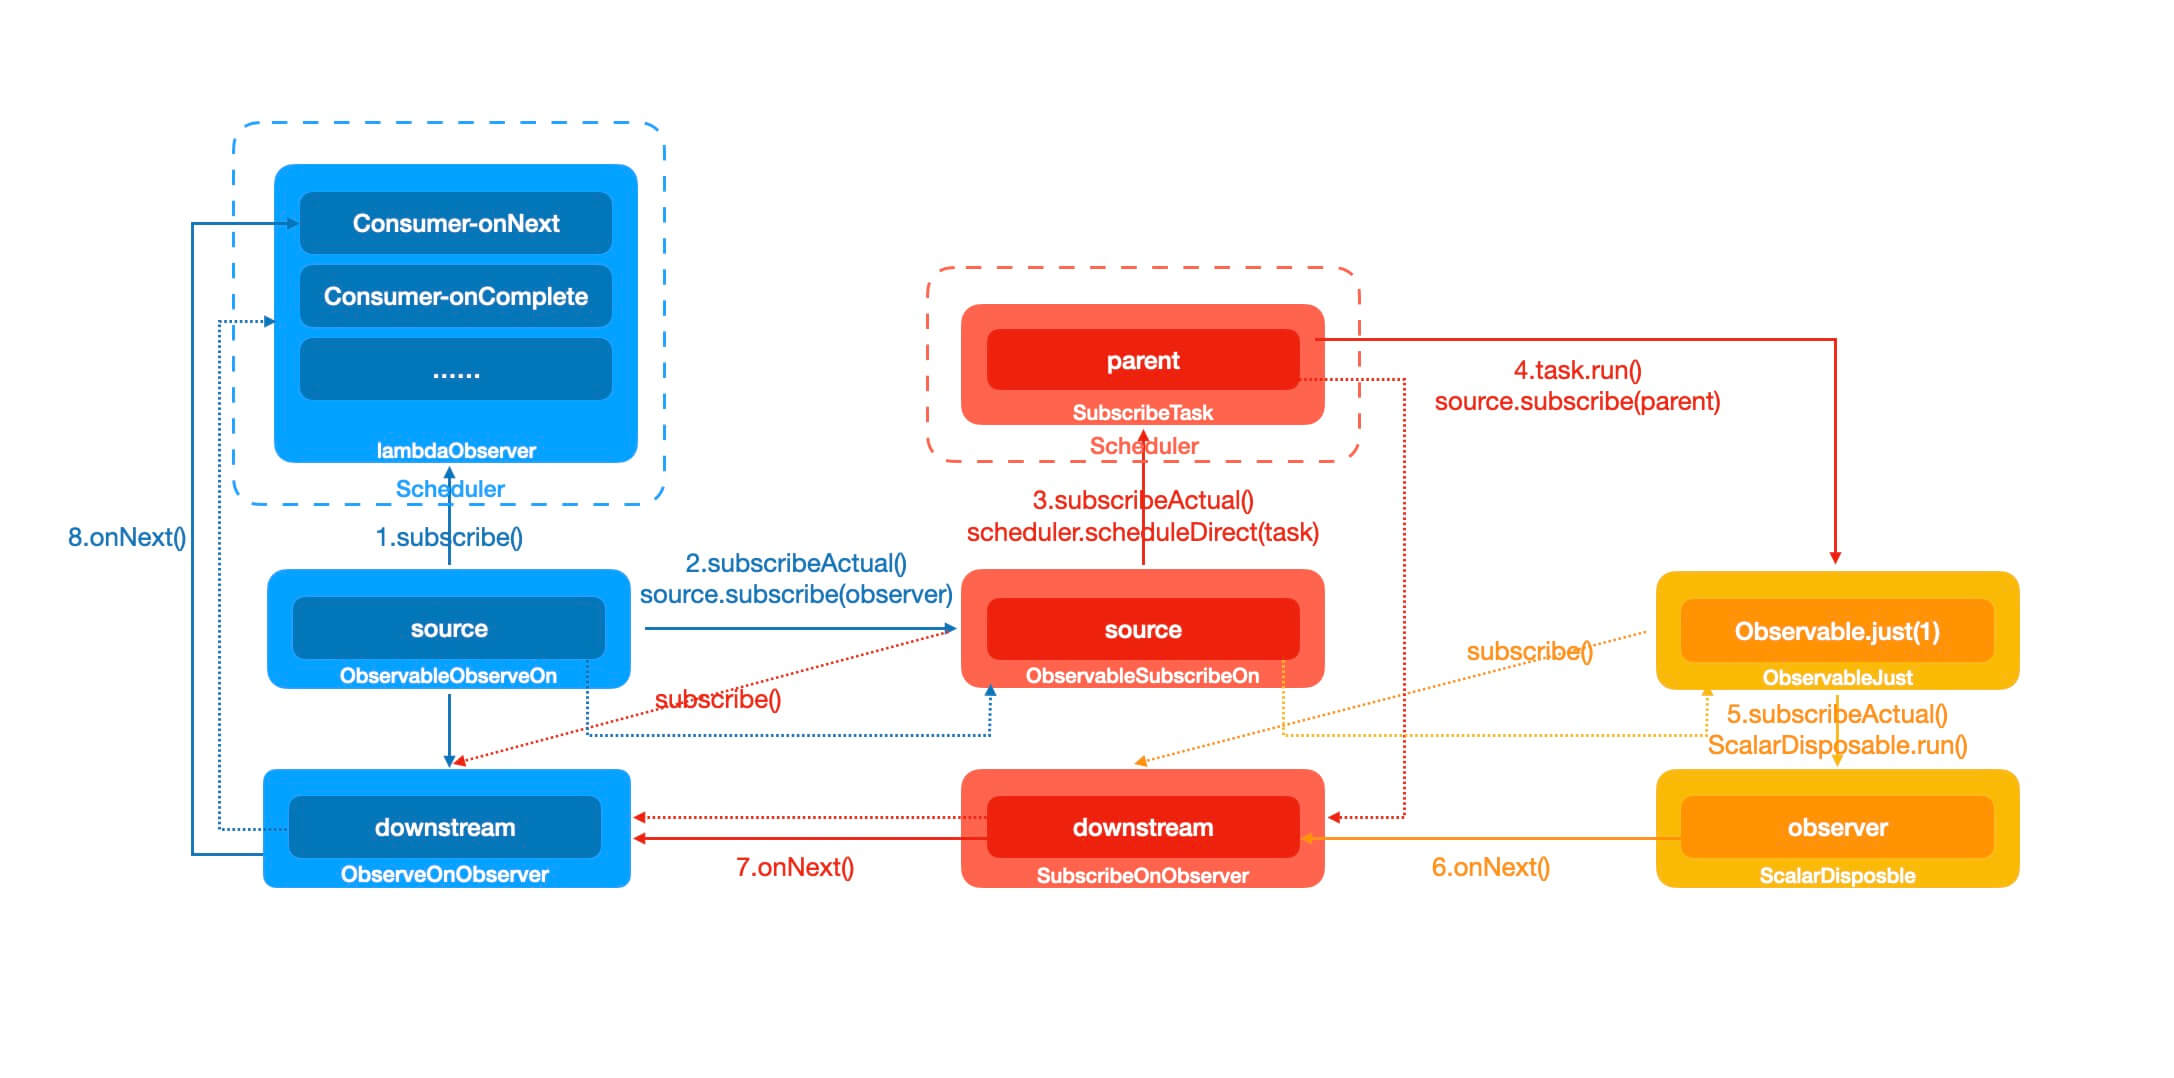 Consumer-onNext
Consumer-onComplete
......
lambdaObserver
Scheduler
parent
SubscribeTask
Scheduler
4.task.run()
source.subscribe(parent)
8.onNext()
1.subscribe()
2.subscribeActual()
source.subscribe(observer)
3.subscribeActual()
scheduler.scheduleDirect(task)
source
ObservableObserveOn
source
ObservableSubscribeOn
Observable.just(1)
ObservableJust
subscribe()
subscribe()
5.subscribeActual()
ScalarDisposable.run()
downstream
ObserveOnObserver
7.onNext()
downstream
SubscribeOnObserver
6.onNext()
observer
ScalarDisposble